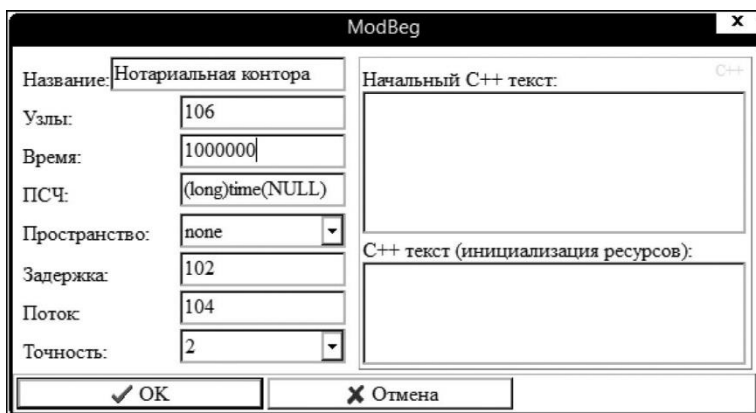 ModBeg
x
Название: Нотариальная контора
Узлы: 106
Время: 1000000
ПСЧ: (long)time(NULL)
Пространство: none
Задержка: 102
Поток: 104
Точность: 2
C++
Начальный С++ текст:
С++ текст (инициализация ресурсов):
OK
Отмена